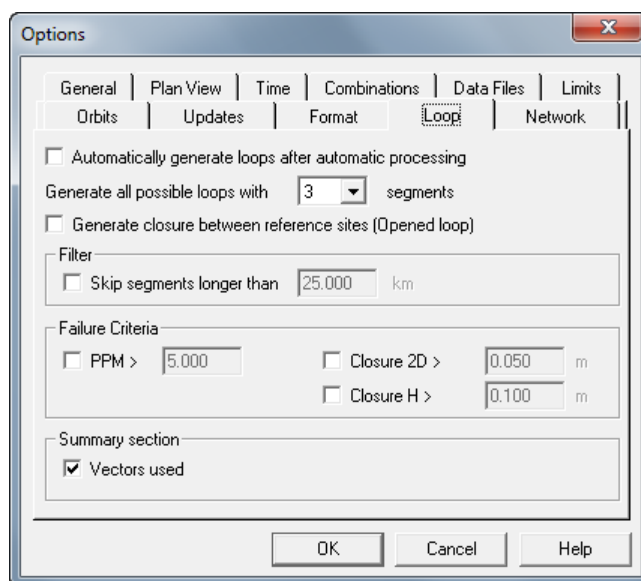 Options
General Plan View Time Combinations Data Files Limits
Orbits Updates Format Loop Network
Automatically generate loops after automatic processing
Generate all possible loops with 3 segments
Generate closure between reference sites (Opened loop)
Filter
Skip segments longer than 25.000 km
Failure Criteria
PPM > 5.000 Closure 2D > 0.050 m
Closure H > 0.100 m
Summary section
Vectors used
OK Cancel Help